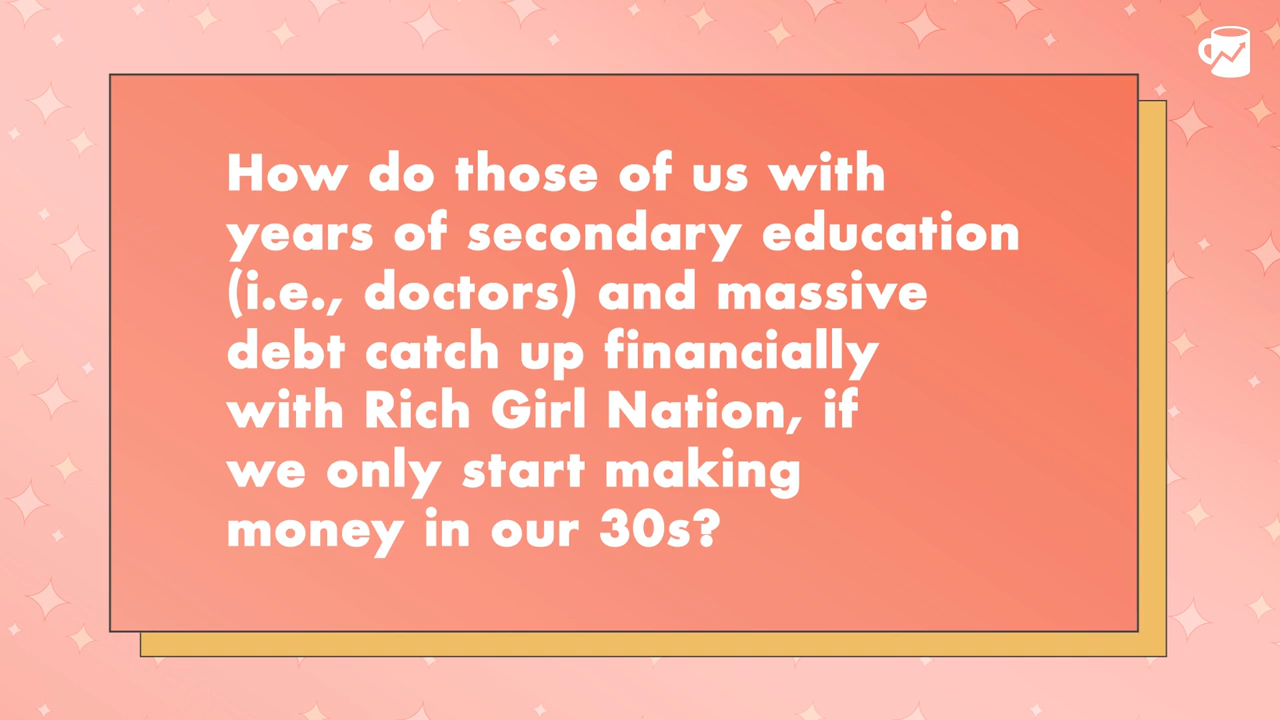 How do those of us with
years of secondary education
(i.e., doctors) and massive
debt catch up financially
with Rich Girl Nation, if
we only start making
money in our 30s?